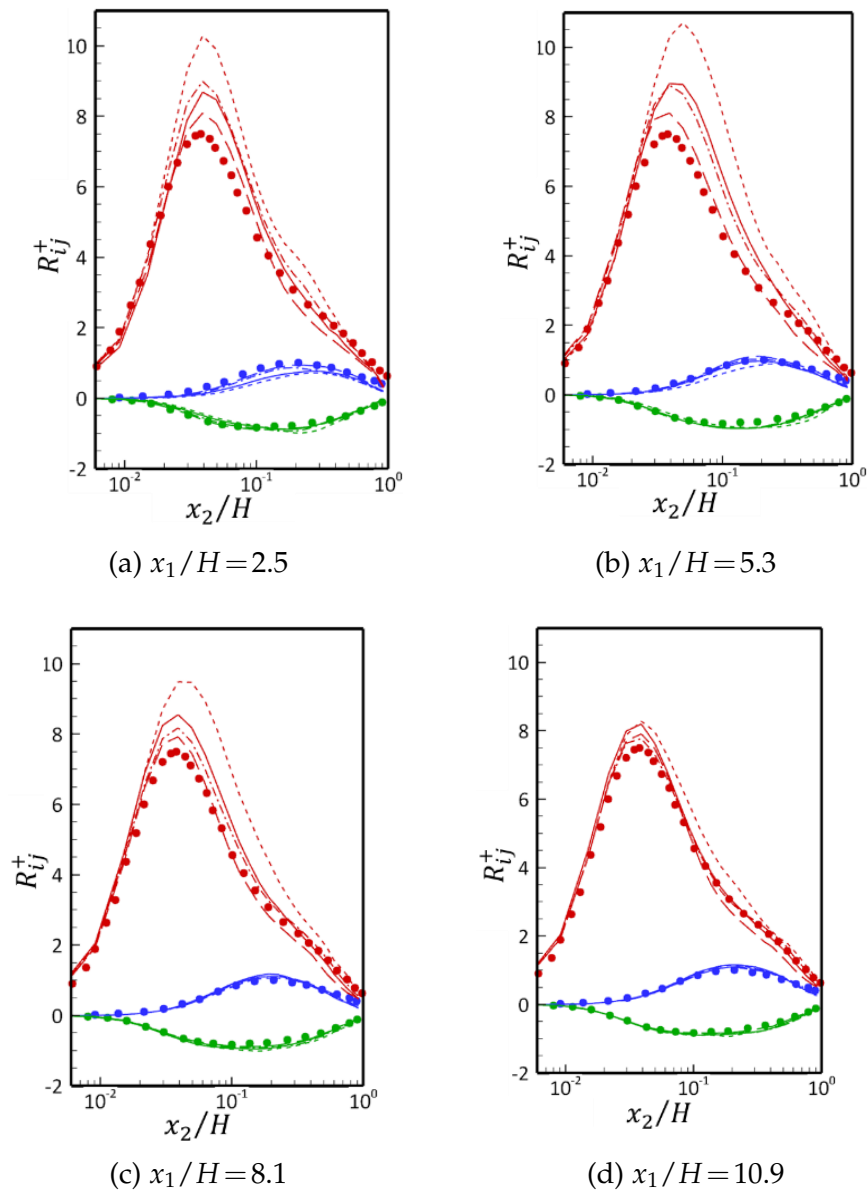 10
8
6
4
2
0
-2
R⁺ᵢⱼ
10⁻² 10⁻¹ 10⁰
x₂/H
(a) x₁/H=2.5
10
8
6
4
2
0
-2
R⁺ᵢⱼ
10⁻² 10⁻¹ 10⁰
x₂/H
(b) x₁/H=5.3
10
8
6
4
2
0
-2
R⁺ᵢⱼ
10⁻² 10⁻¹ 10⁰
x₂/H
(c) x₁/H=8.1
10
8
6
4
2
0
-2
R⁺ᵢⱼ
10⁻² 10⁻¹ 10⁰
x₂/H
(d) x₁/H=10.9